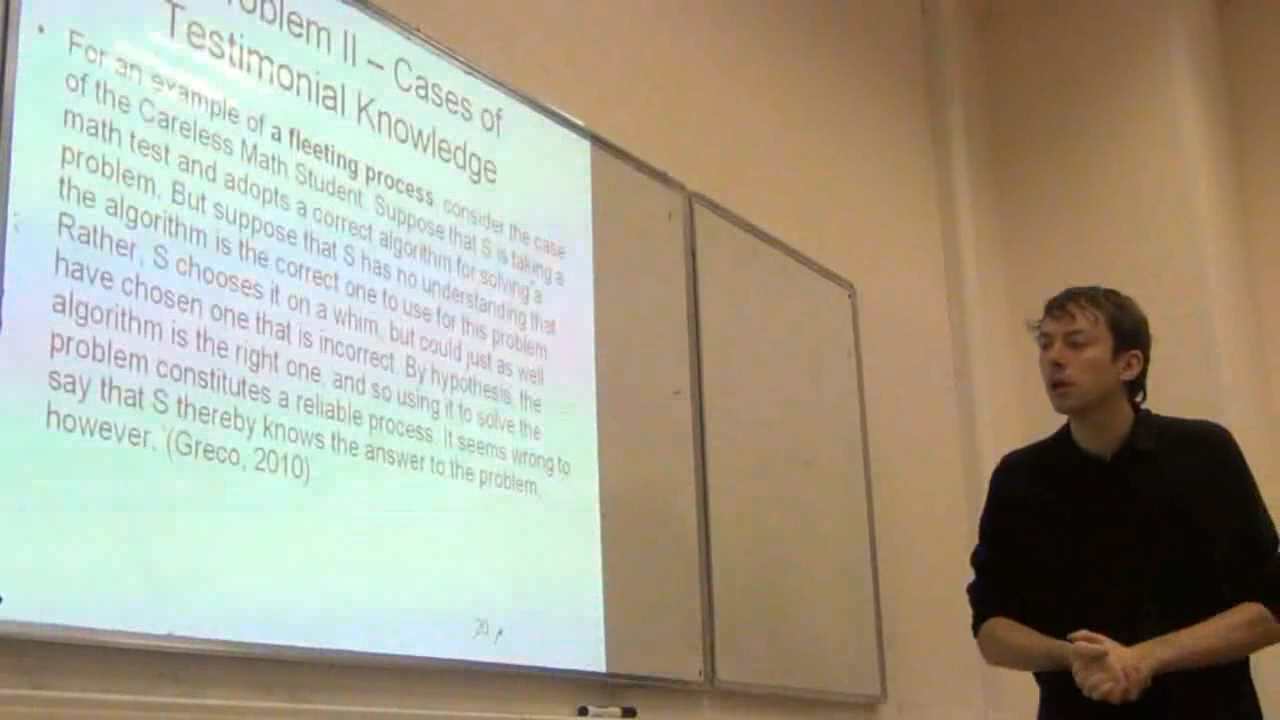 oblem II – Cases of
Testimonial Knowledge
• For an example of a fleeting process, consider the case
of the Careless Math Student. Suppose that S is taking a
math test and adopts a correct algorithm for solving a
problem. But suppose that S has no understanding that
the algorithm is the correct one to use for this problem.
Rather, S chooses it on a whim, but could just as well
have chosen one that is incorrect. By hypothesis, the
algorithm is the right one, and so using it to solve the
problem constitutes a reliable process. It seems wrong to
say that S thereby knows the answer to the problem,
however. (Greco, 2010)
20